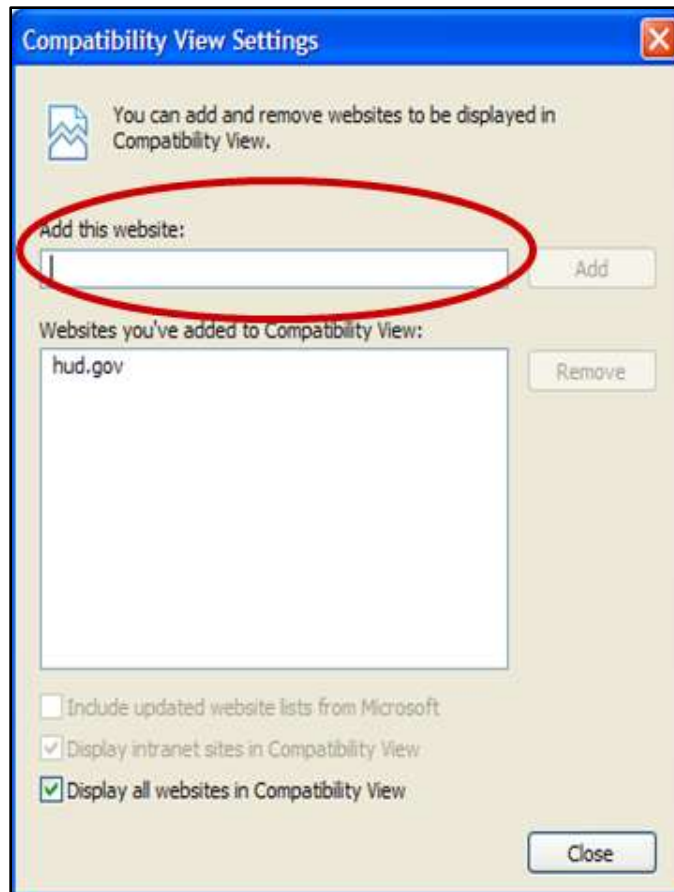 Compatibility View Settings
You can add and remove websites to be displayed in
Compatibility View.
Add this website:
Add
Websites you've added to Compatibility View:
hud.gov
Remove
Include updated website lists from Microsoft
Display intranet sites in Compatibility View
Display all websites in Compatibility View
Close